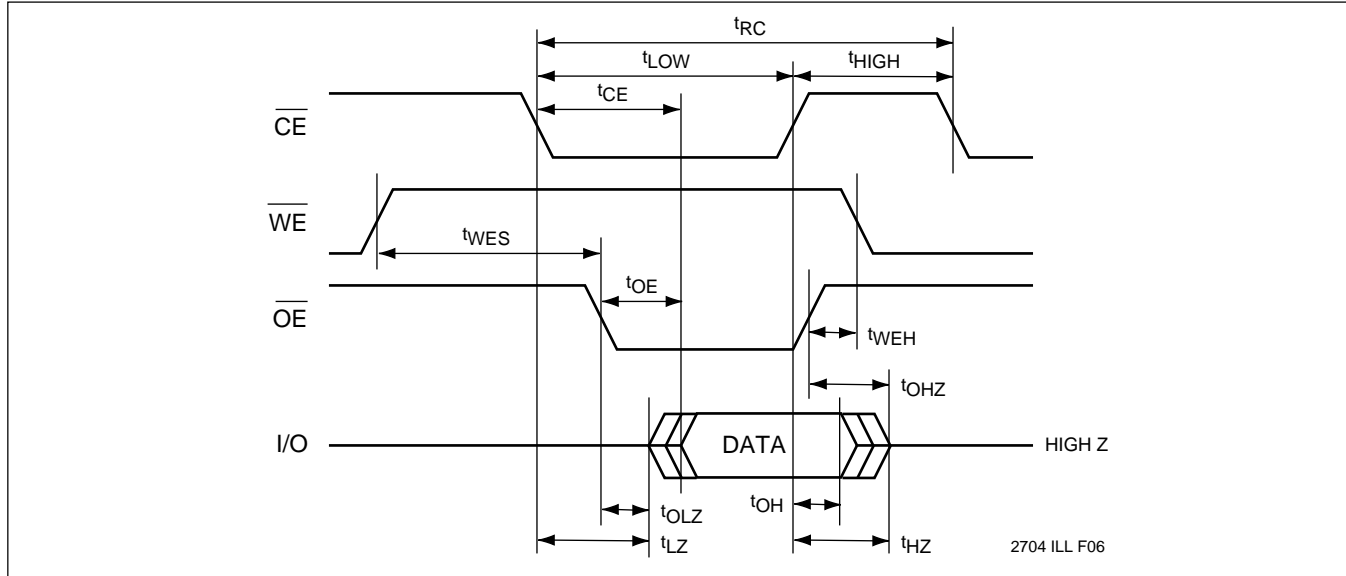 tRC
tLOW
tHIGH
tCE
CE
WE
tWES
tOE
OE
tWEH
tOHZ
I/O
DATA
HIGH Z
tOH
tOLZ
tLZ
tHZ
2704 ILL F06